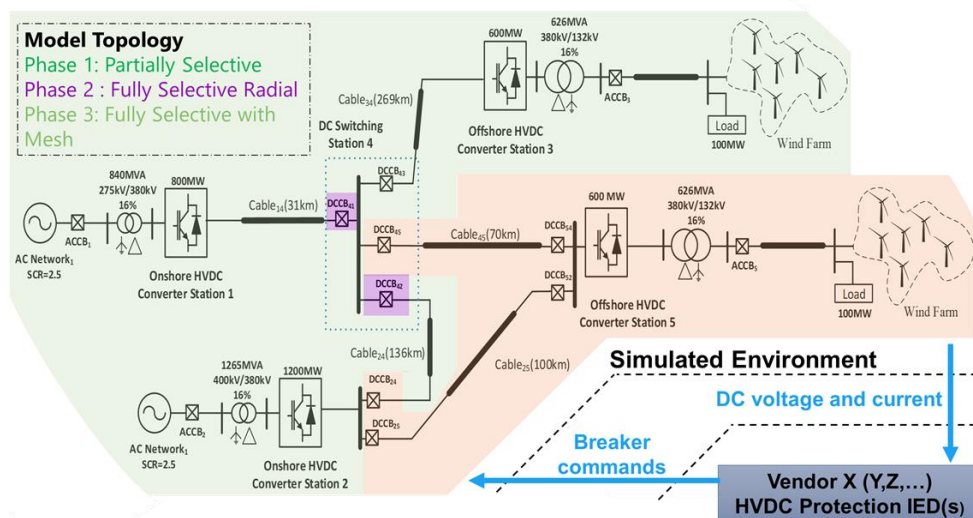 Model Topology
Phase 1: Partially Selective
Phase 2 : Fully Selective Radial
Phase 3: Fully Selective with
Mesh
626MVA
380kV/132kV
16%
600MW
ACCB₃
Load
100MW
Wind Farm
Offshore HVDC
Converter Station 3
Cable₃₄(269km)
DC Switching
Station 4
DCCB₄₃
840MVA
275kV/380kV
16%
800MW
Cable₁₄(31km)
DCCB₄₁
ACCB₁
AC Network₁
SCR=2.5
Onshore HVDC
Converter Station 1
DCCB₄₅
Cable₄₅(70km)
DCCB₅₄
DCCB₅₂
600 MW
626MVA
380kV/132kV
16%
ACCB₅
Load
100MW
Wind Farm
Offshore HVDC
Converter Station 5
DCCB₄₂
Cable₂₄(136km)
Cable₂₅(100km)
1265MVA
400kV/380kV
16%
1200MW
DCCB₂₄
DCCB₂₅
ACCB₂
AC Network₁
SCR=2.5
Onshore HVDC
Converter Station 2
Simulated Environment
DC voltage and current
Breaker
commands
Vendor X (Y,Z,...)
HVDC Protection IED(s)